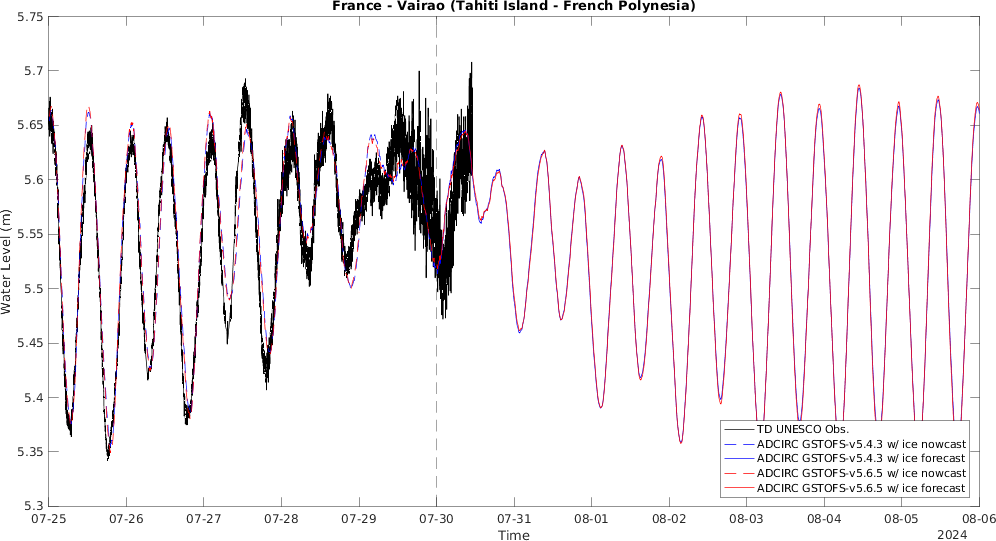 France - Vairao (Tahiti Island - French Polynesia)
5.75
5.7
5.65
5.6
5.55
5.5
5.45
5.4
5.35
5.3
Water Level (m)
07-25 07-26 07-27 07-28 07-29 07-30 07-31 08-01 08-02 08-03 08-04 08-05 08-06
Time
2024
TD UNESCO Obs.
ADCIRC GSTOFS-v5.4.3 w/ ice nowcast
ADCIRC GSTOFS-v5.4.3 w/ ice forecast
ADCIRC GSTOFS-v5.6.5 w/ ice nowcast
ADCIRC GSTOFS-v5.6.5 w/ ice forecast